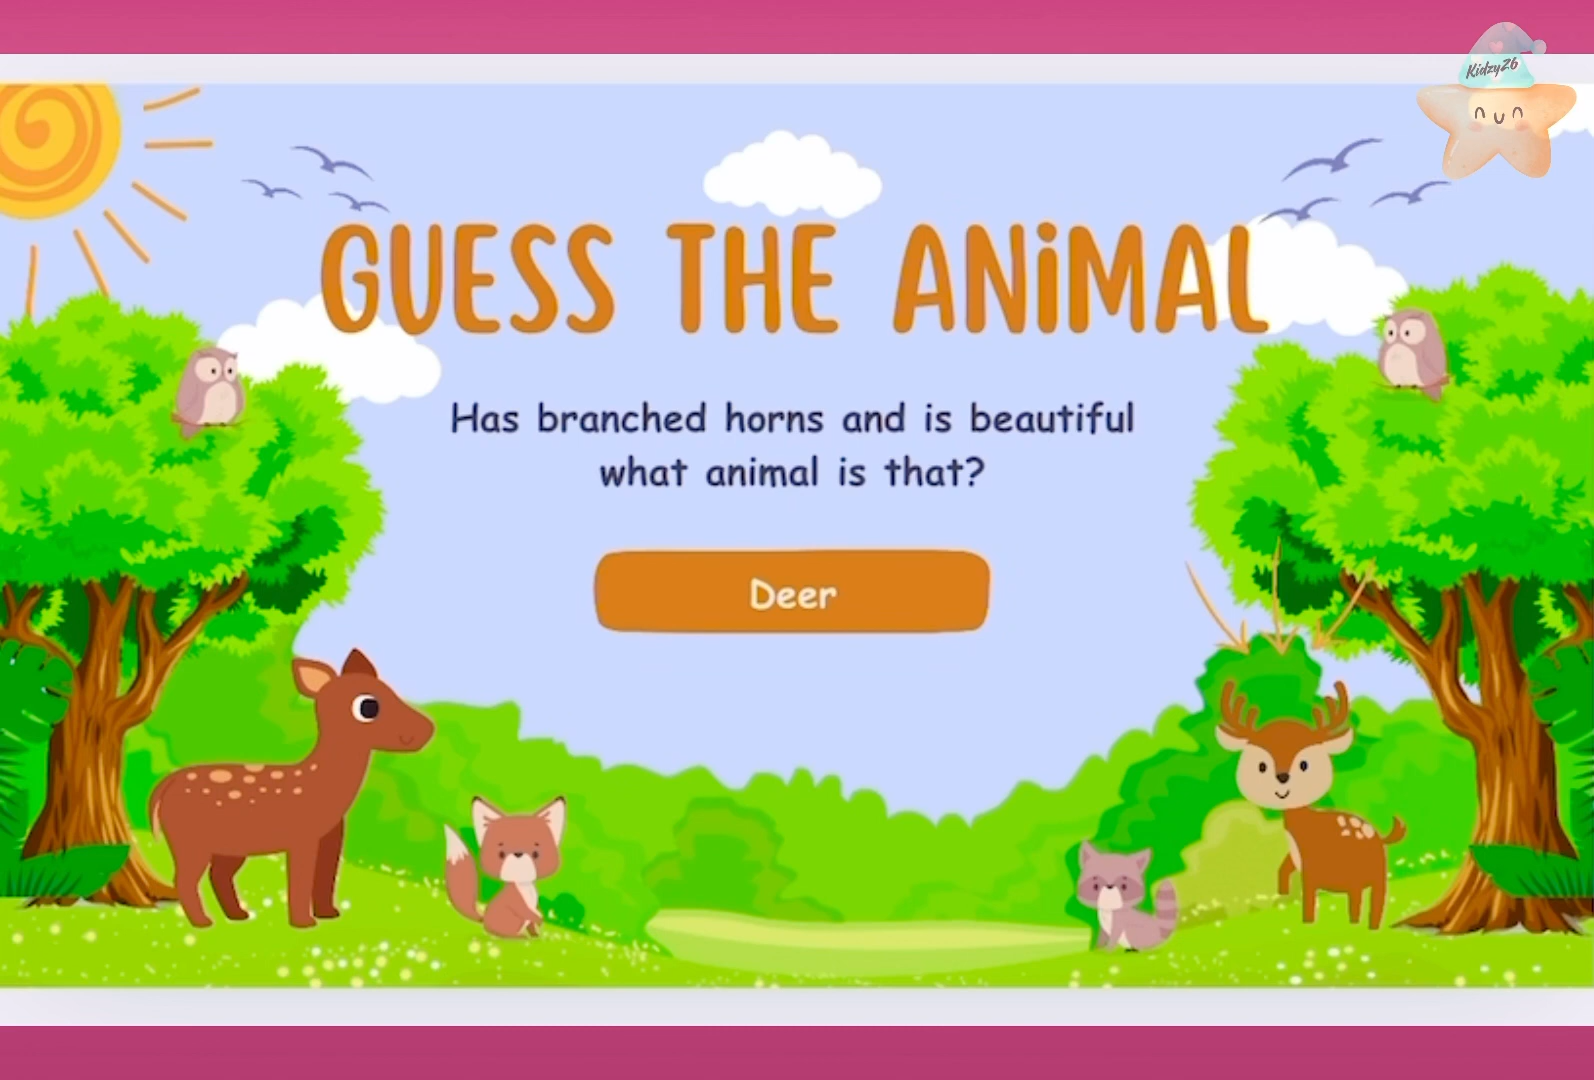 Kidzy26
GUESS THE ANiMAL
Has branched horns and is beautiful
what animal is that?
Deer